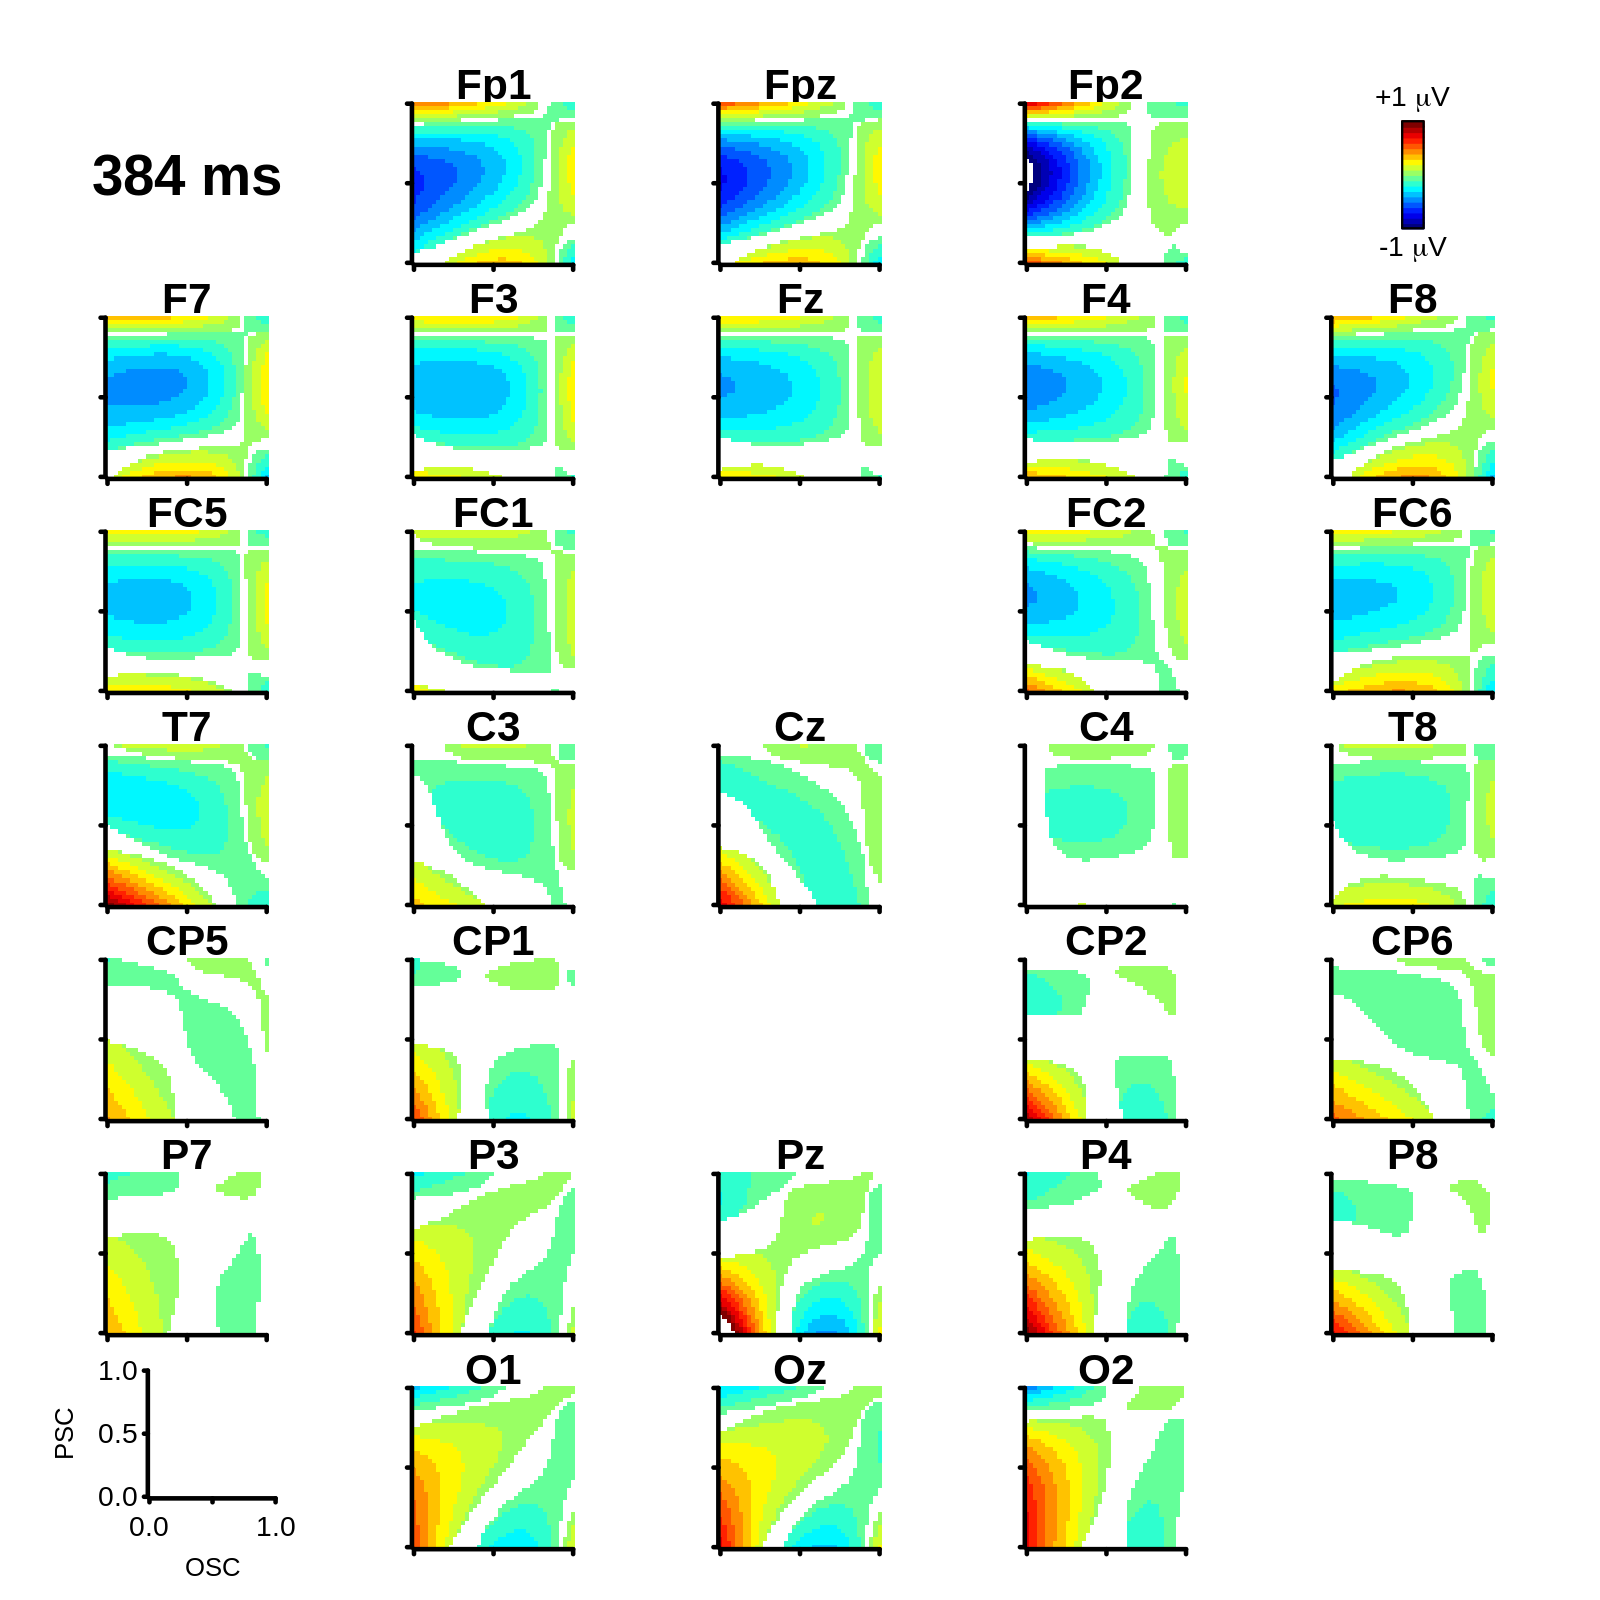 Fp1 Fpz Fp2
+1 μV
384 ms
-1 μV
F7 F3 Fz F4 F8
FC5 FC1 FC2 FC6
T7 C3 Cz C4 T8
CP5 CP1 CP2 CP6
P7 P3 Pz P4 P8
O1 Oz O2
1.0
PSC
0.5
0.0
0.0 1.0
OSC